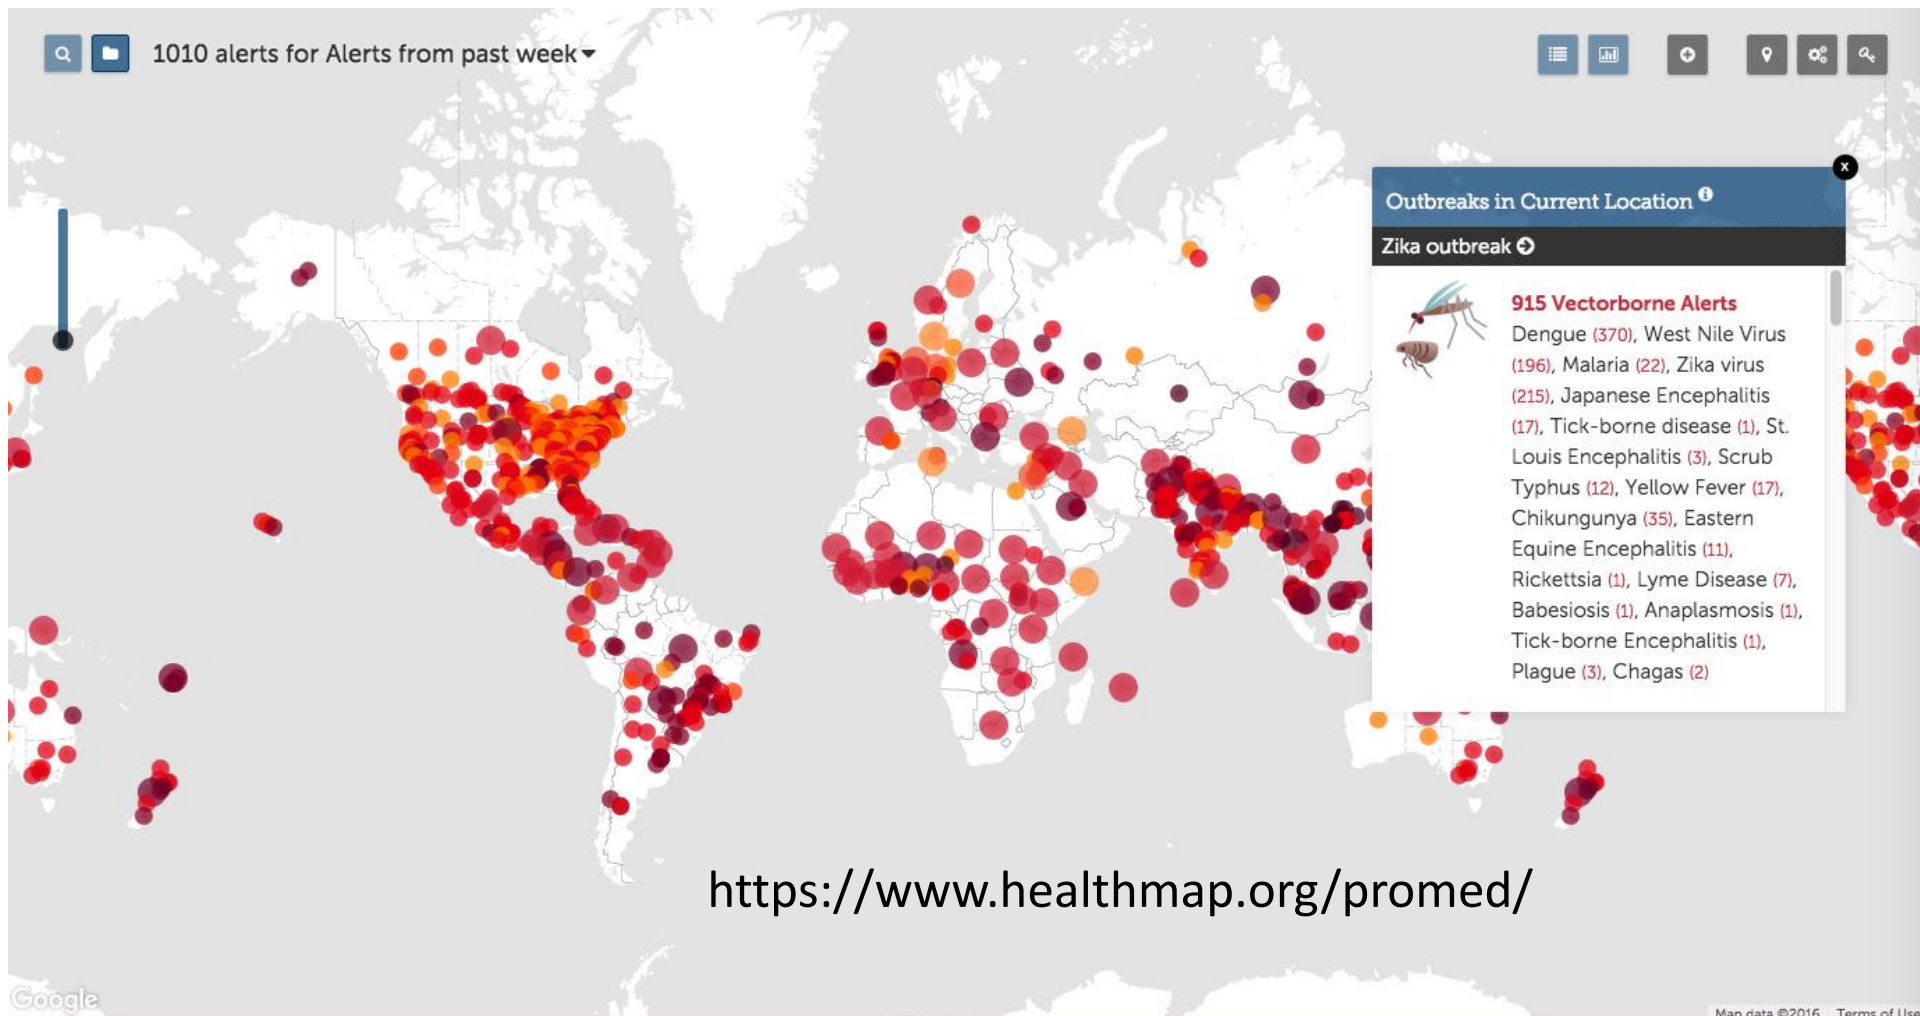 1010 alerts for Alerts from past week
x
Outbreaks in Current Location
Zika outbreak
915 Vectorborne Alerts
Dengue (370), West Nile Virus
(196), Malaria (22), Zika virus
(215), Japanese Encephalitis
(17), Tick-borne disease (1), St.
Louis Encephalitis (3), Scrub
Typhus (12), Yellow Fever (17),
Chikungunya (35), Eastern
Equine Encephalitis (11),
Rickettsia (1), Lyme Disease (7),
Babesiosis (1), Anaplasmosis (1),
Tick-borne Encephalitis (1),
Plague (3), Chagas (2)
https://www.healthmap.org/promed/
Google
Map data ©2016 Terms of Use